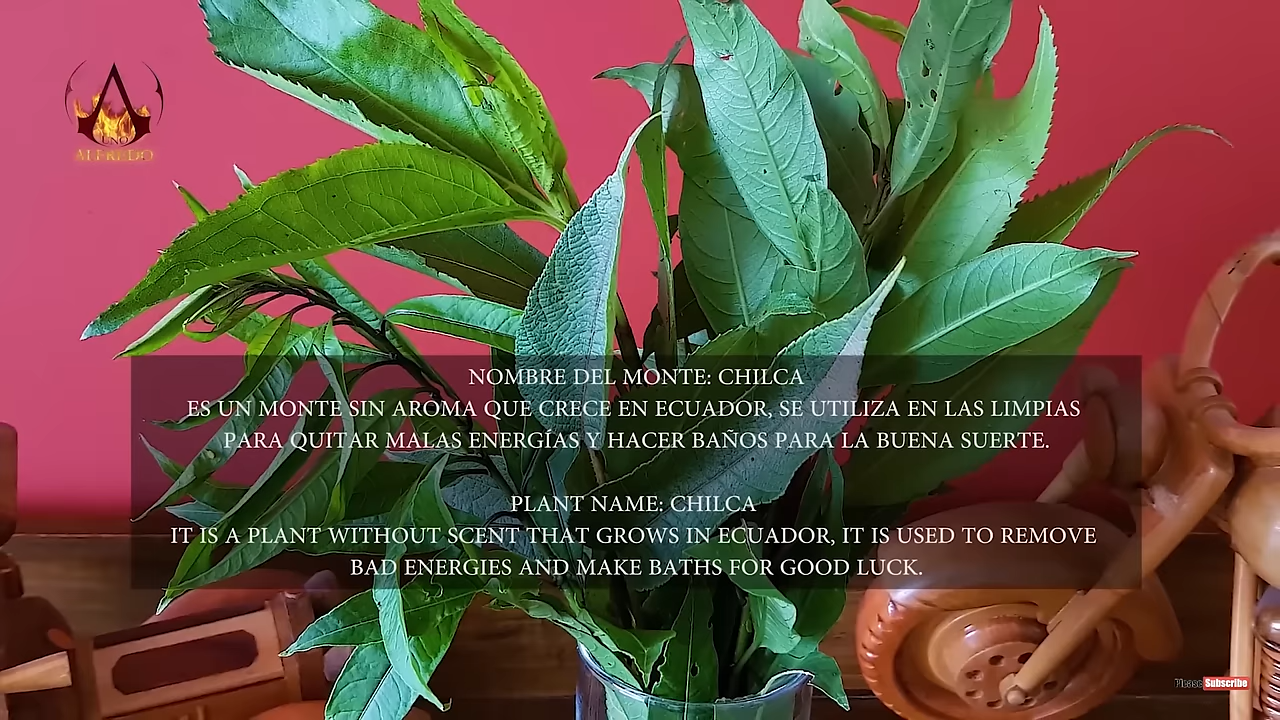 UNO
ALFREDO
NOMBRE DEL MONTE: CHILCA
ES UN MONTE SIN AROMA QUE CRECE EN ECUADOR, SE UTILIZA EN LAS LIMPIAS
PARA QUITAR MALAS ENERGÍAS Y HACER BAÑOS PARA LA BUENA SUERTE.
PLANT NAME: CHILCA
IT IS A PLANT WITHOUT SCENT THAT GROWS IN ECUADOR, IT IS USED TO REMOVE
BAD ENERGIES AND MAKE BATHS FOR GOOD LUCK.
Please Subscribe